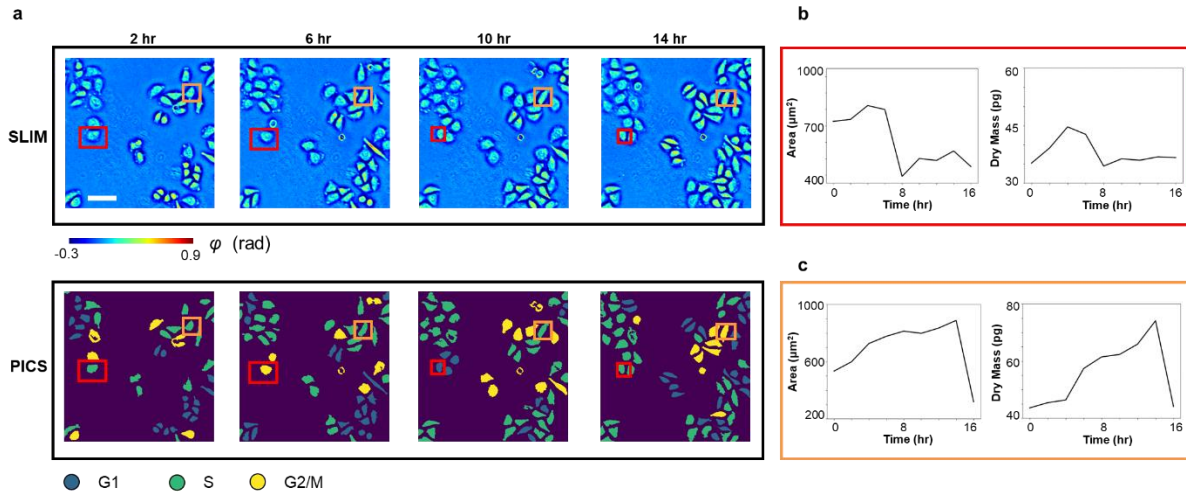 a
2 hr 6 hr 10 hr 14 hr
SLIM
-0.3 0.9 φ (rad)
PICS
G1 S G2/M
b
Area (µm²)
1000
700
400
0 8 16
Time (hr)
Dry Mass (pg)
60
45
30
0 8 16
Time (hr)
c
Area (µm²)
1000
600
200
0 8 16
Time (hr)
Dry Mass (pg)
80
60
40
0 8 16
Time (hr)